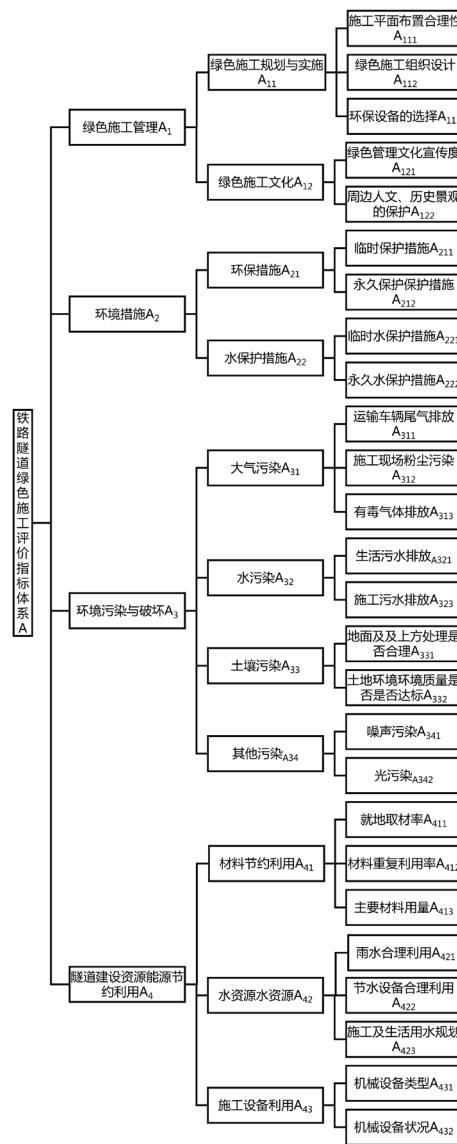 铁路隧道绿色施工评价指标体系A
绿色施工管理A₁
绿色施工规划与实施
A₁₁
施工平面布置合理性
A₁₁₁
绿色施工组织设计
A₁₁₂
环保设备的选择A₁₁₃
绿色施工文化A₁₂
绿色管理文化宣传度
A₁₂₁
周边人文、历史景观
的保护A₁₂₂
环境措施A₂
环保措施A₂₁
临时保护措施A₂₁₁
永久保护保护措施
A₂₁₂
水保护措施A₂₂
临时水保护措施A₂₂₁
永久水保护措施A₂₂₂
环境污染与破坏A₃
大气污染A₃₁
运输车辆尾气排放
A₃₁₁
施工现场粉尘污染
A₃₁₂
有毒气体排放A₃₁₃
水污染A₃₂
生活污水排放A₃₂₁
施工污水排放A₃₂₃
土壤污染A₃₃
地面及及上方处理是
否合理A₃₃₁
土地环境环境质量是
否是否达标A₃₃₂
其他污染A₃₄
噪声污染A₃₄₁
光污染A₃₄₂
隧道建设资源能源节
约利用A₄
材料节约利用A₄₁
就地取材率A₄₁₁
材料重复利用率A₄₁₂
主要材料用量A₄₁₃
水资源水资源A₄₂
雨水合理利用A₄₂₁
节水设备合理利用
A₄₂₂
施工及生活用水规划
A₄₂₃
施工设备利用A₄₃
机械设备类型A₄₃₁
机械设备状况A₄₃₂